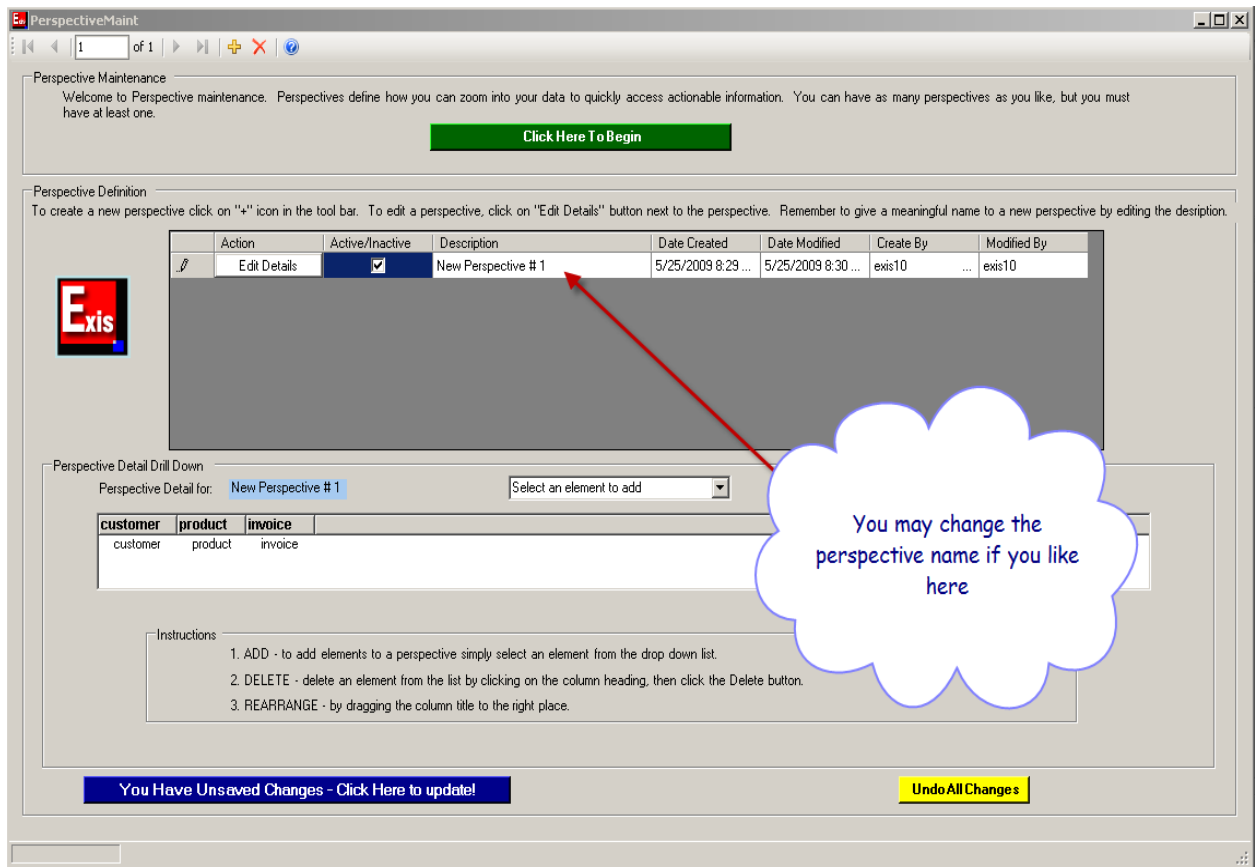 PerspectiveMaint
1 of 1
Perspective Maintenance
Welcome to Perspective maintenance. Perspectives define how you can zoom into your data to quickly access actionable information. You can have as many perspectives as you like, but you must
have at least one.
Click Here To Begin
Perspective Definition
To create a new perspective click on "+" icon in the tool bar. To edit a perspective, click on "Edit Details" button next to the perspective. Remember to give a meaningful name to a new perspective by editing the desription.
Action Active/Inactive Description Date Created Date Modified Create By Modified By
Edit Details New Perspective # 1 5/25/2009 8:29 ... 5/25/2009 8:30 ... exis10 ... exis10
Exis
Perspective Detail Drill Down
Perspective Detail for: New Perspective # 1 Select an element to add
customer product invoice
customer product invoice
You may change the
perspective name if you like
here
Instructions
1. ADD - to add elements to a perspective simply select an element from the drop down list.
2. DELETE - delete an element from the list by clicking on the column heading, then click the Delete button.
3. REARRANGE - by dragging the column title to the right place.
You Have Unsaved Changes - Click Here to update!
Undo All Changes